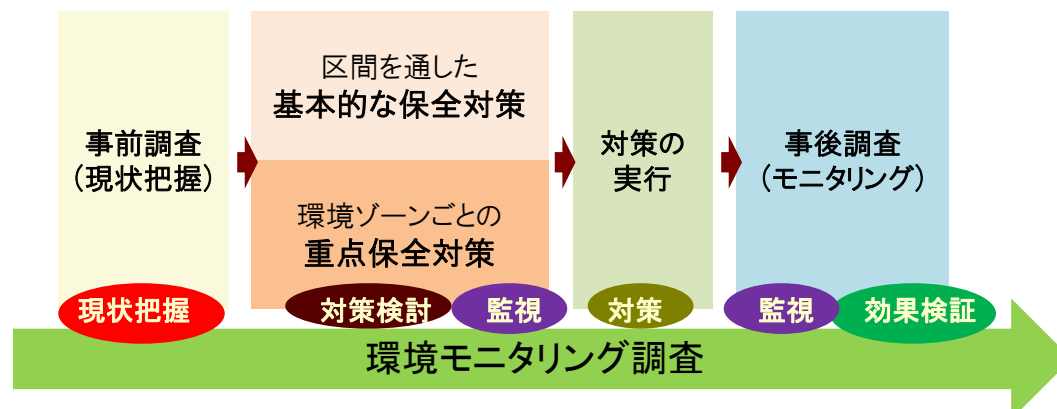 事前調査
（現状把握）
区間を通した
基本的な保全対策
環境ゾーンごとの
重点保全対策
対策の
実行
事後調査
（モニタリング）
現状把握
対策検討
監視
対策
監視
効果検証
環境モニタリング調査